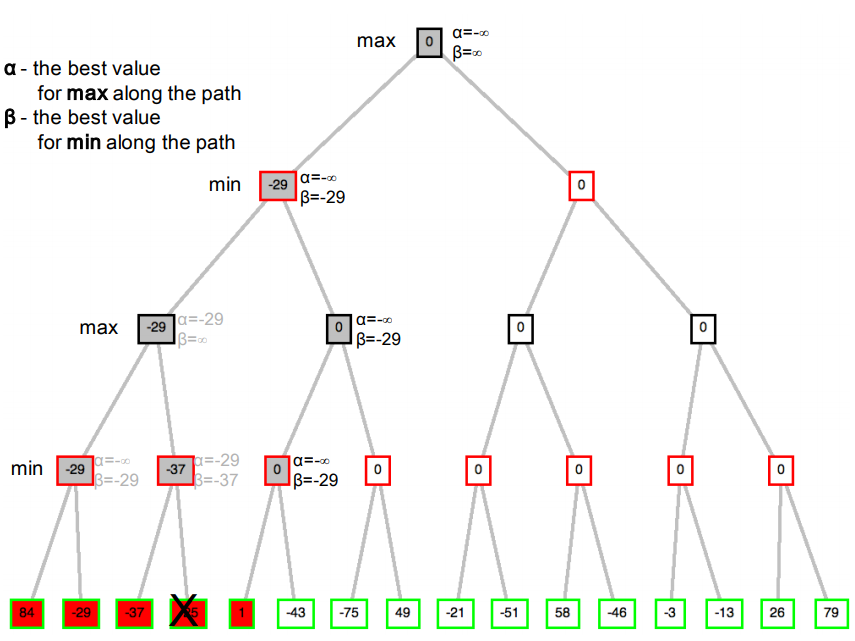 max 0 α=-∞
β=∞
α - the best value
for max along the path
β - the best value
for min along the path
min -29 α=-∞ 0
β=-29
max -29 α=-29 0 α=-∞ 0 0
β=∞ β=-29
min -29 α=-∞ -37 α=-29 0 α=-∞ 0 0 0 0 0
β=-29 β=-37 β=-29
84 -29 -37 1 -43 -75 49 -21 -51 58 -46 -3 -13 26 79